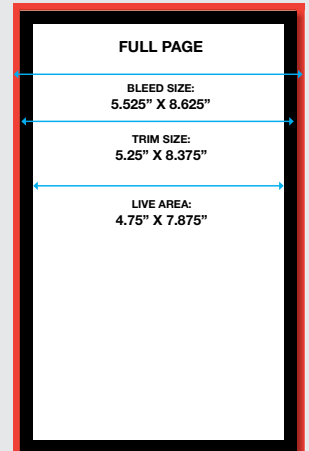 FULL PAGE
BLEED SIZE:
5.525” X 8.625”
TRIM SIZE:
5.25” X 8.375”
LIVE AREA:
4.75” X 7.875”